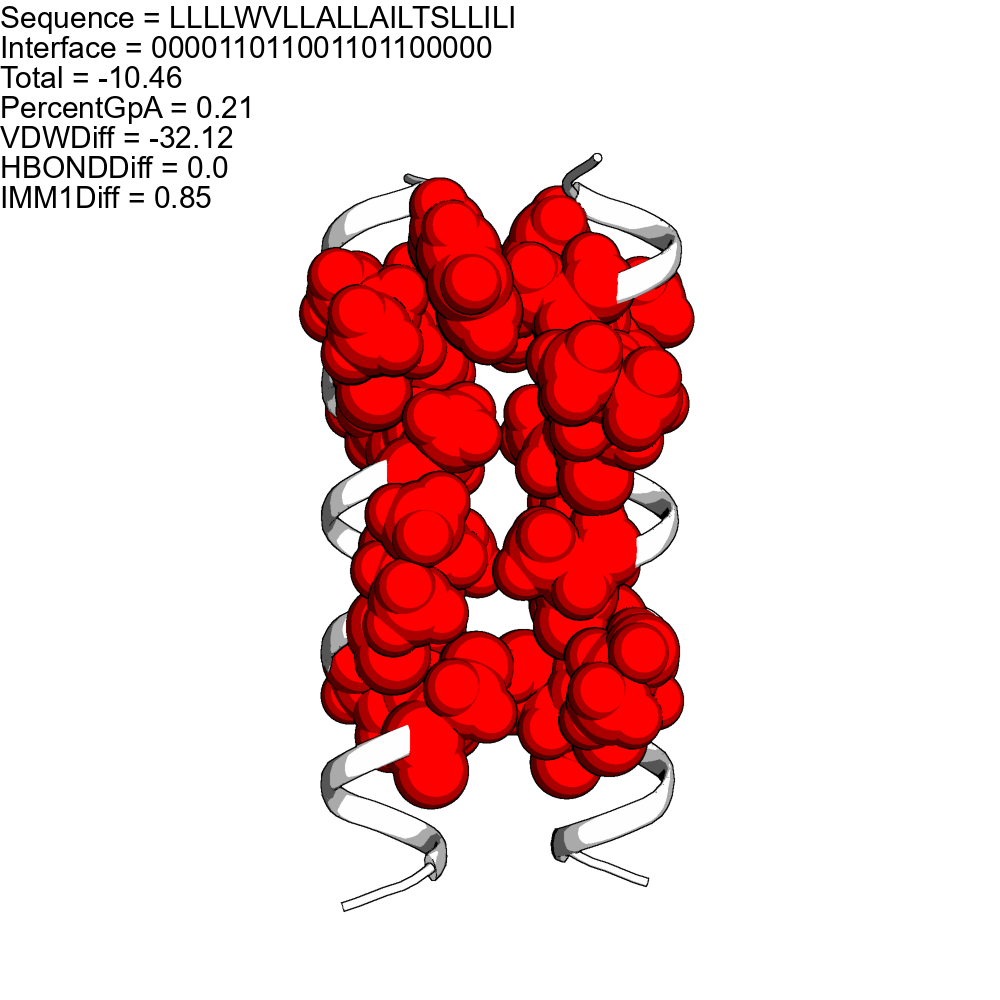 Sequence = LLLLWVLLALLAILTSLLILI
Interface = 000011011001101100000
Total = -10.46
PercentGpA = 0.21
VDWDiff = -32.12
HBONDDiff = 0.0
IMM1Diff = 0.85